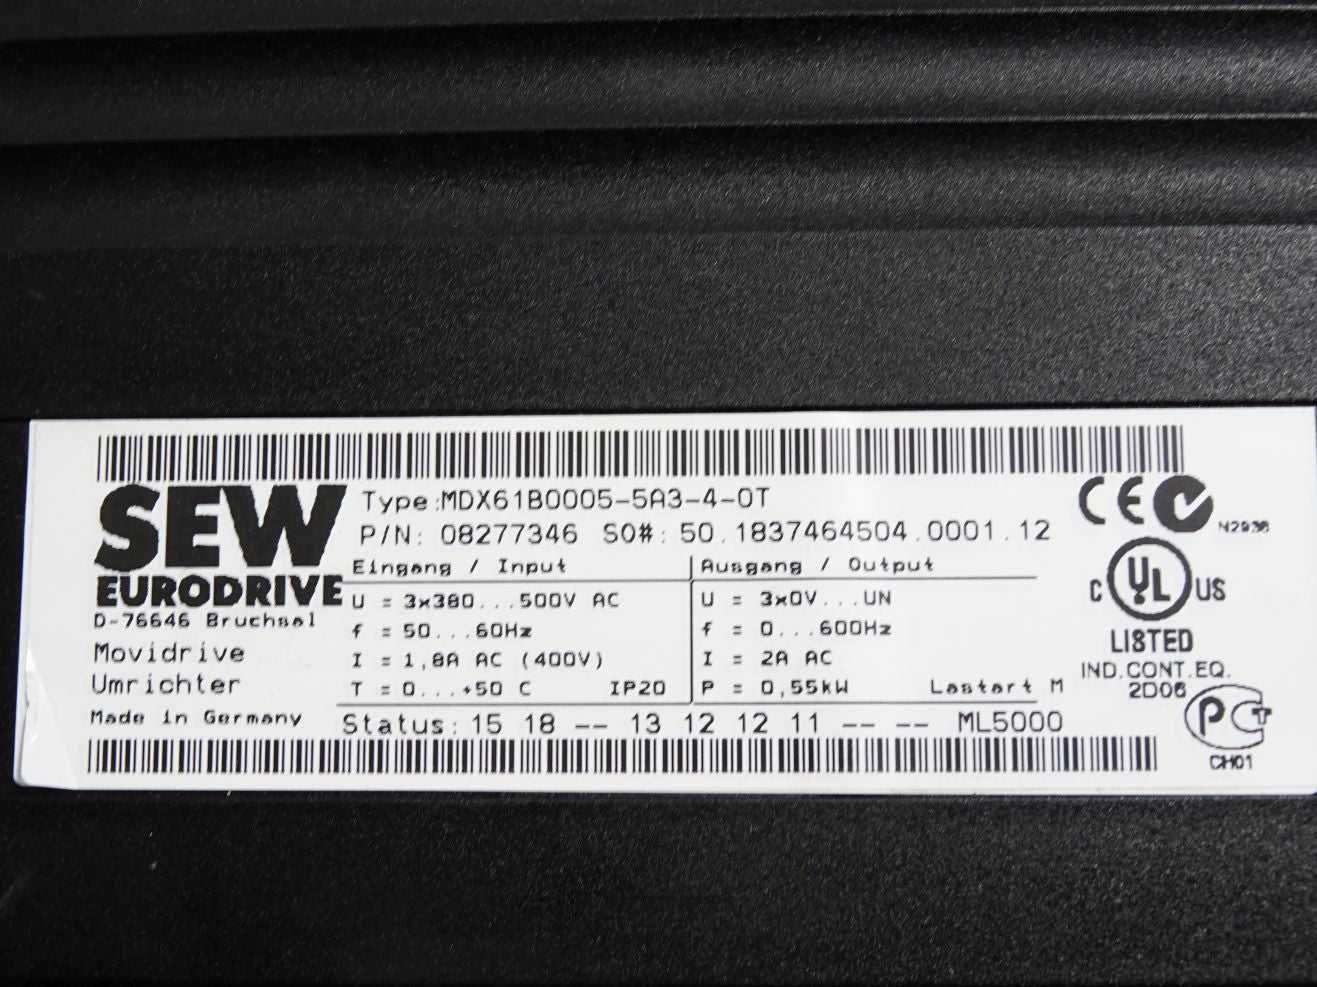 SEW
EURODRIVE
D-76646 Bruchsal
Movidrive
Umrichter
Made in Germany
Type:MDX61B0005-5A3-4-0T
P/N: 08277346 SO#: 50.1837464504.0001.12
Eingang / Input
U = 3x380...500V AC
f = 50...60Hz
I = 1,8A AC (400V)
T = 0...+50 C IP20
Ausgang / Output
U = 3x0V...UN
f = 0...600Hz
I = 2A AC
P = 0,55kW Lastart M
Status: 15 18 -- 13 12 12 11 -- -- ML5000
CE
N2936
C UL US
LISTED
IND.CONT.EQ.
2D06
PCT
CH01